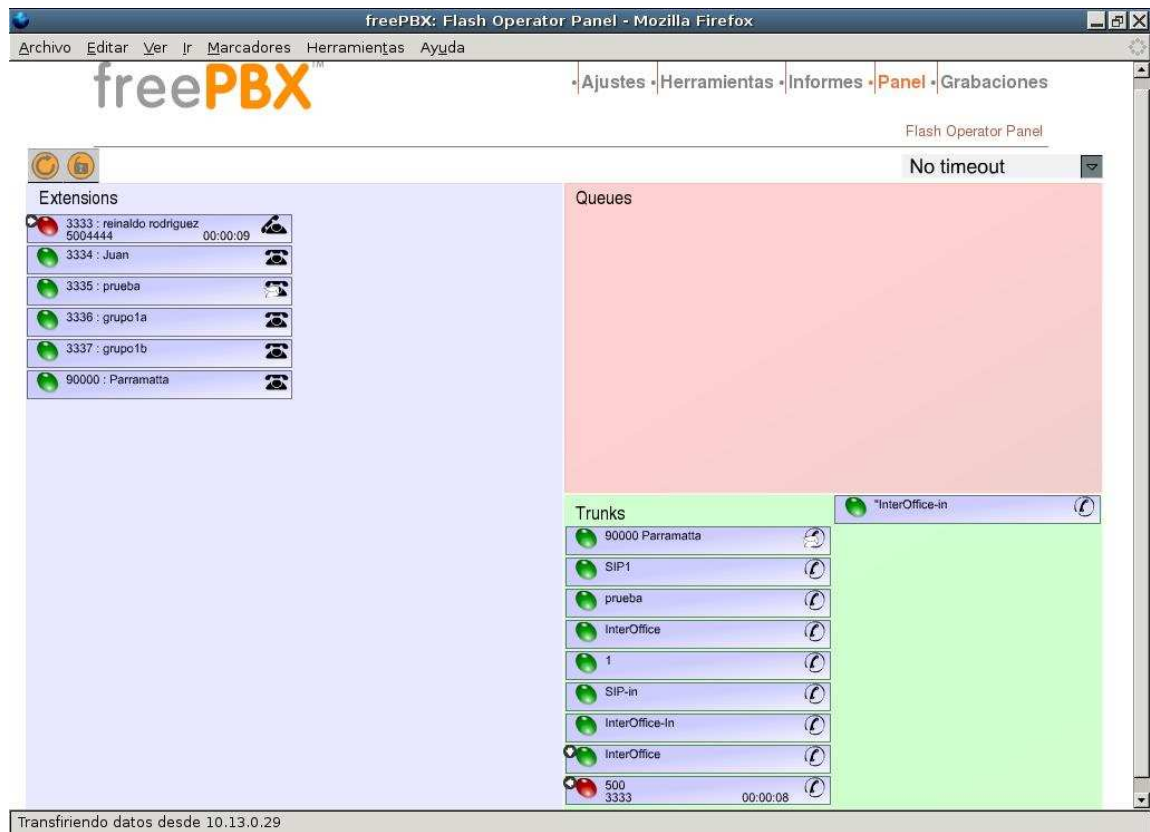 freePBX: Flash Operator Panel - Mozilla Firefox
Archivo Editar Ver Ir Marcadores Herramientas Ayuda
freePBX™
Ajustes Herramientas Informes Panel Grabaciones
Flash Operator Panel
No timeout
Extensions
3333 : reinaldo rodriguez
5004444 00:00:09
3334 : Juan
3335 : prueba
3336 : grupo1a
3337 : grupo1b
90000 : Parramatta
Queues
Trunks
90000 Parramatta
SIP1
prueba
InterOffice
1
SIP-in
InterOffice-In
InterOffice
500
3333 00:00:08
"InterOffice-in
Transfiriendo datos desde 10.13.0.29